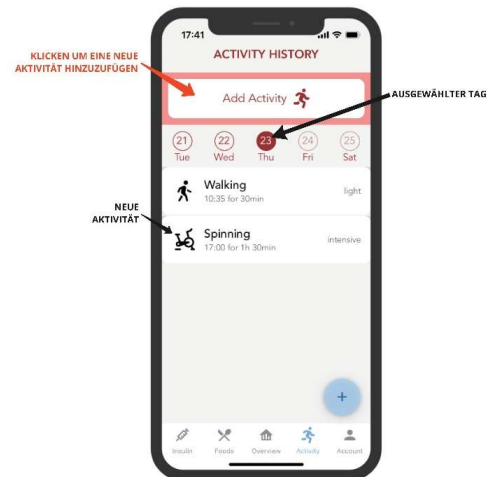 17:41
ACTIVITY HISTORY
KLICKEN UM EINE NEUE
AKTIVITÄT HINZUZUFÜGEN
Add Activity
AUSGEWÄHLTER TAG
21 22 23 24 25
Tue Wed Thu Fri Sat
Walking
10:35 for 30min
light
NEUE
AKTIVITÄT
Spinning
17:00 for 1h 30min
intensive
+
Insulin Foods Overview Activity Account